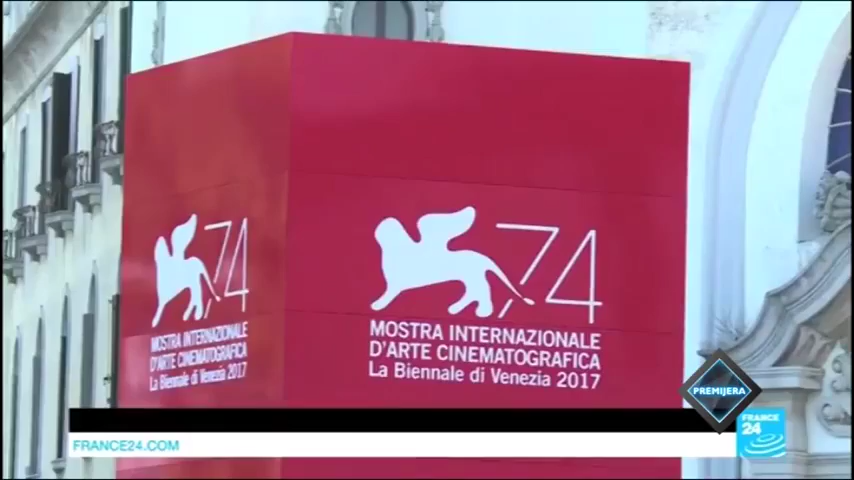 74
MOSTRA INTERNAZIONALE
D'ARTE CINEMATOGRAFICA
La Biennale di Venezia 2017
74
MOSTRA INTERNAZIONALE
D'ARTE CINEMATOGRAFICA
La Biennale di Venezia 2017
PREMIJERA
FRANCE24.COM
FRANCE
24